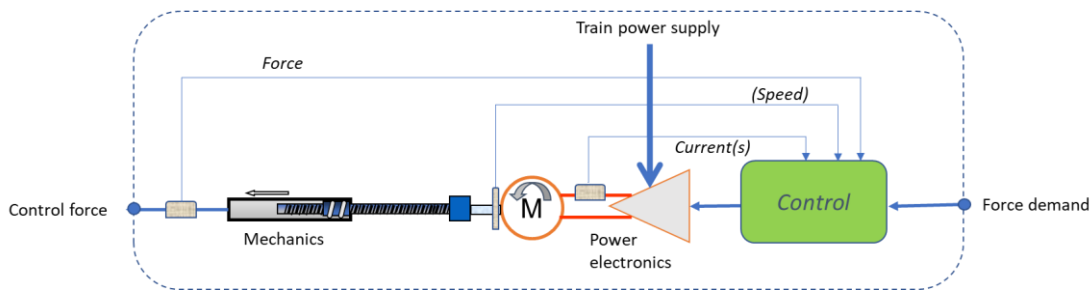 Train power supply
Force
(Speed)
Current(s)
Control force
M
Control
Force demand
Mechanics
Power
electronics